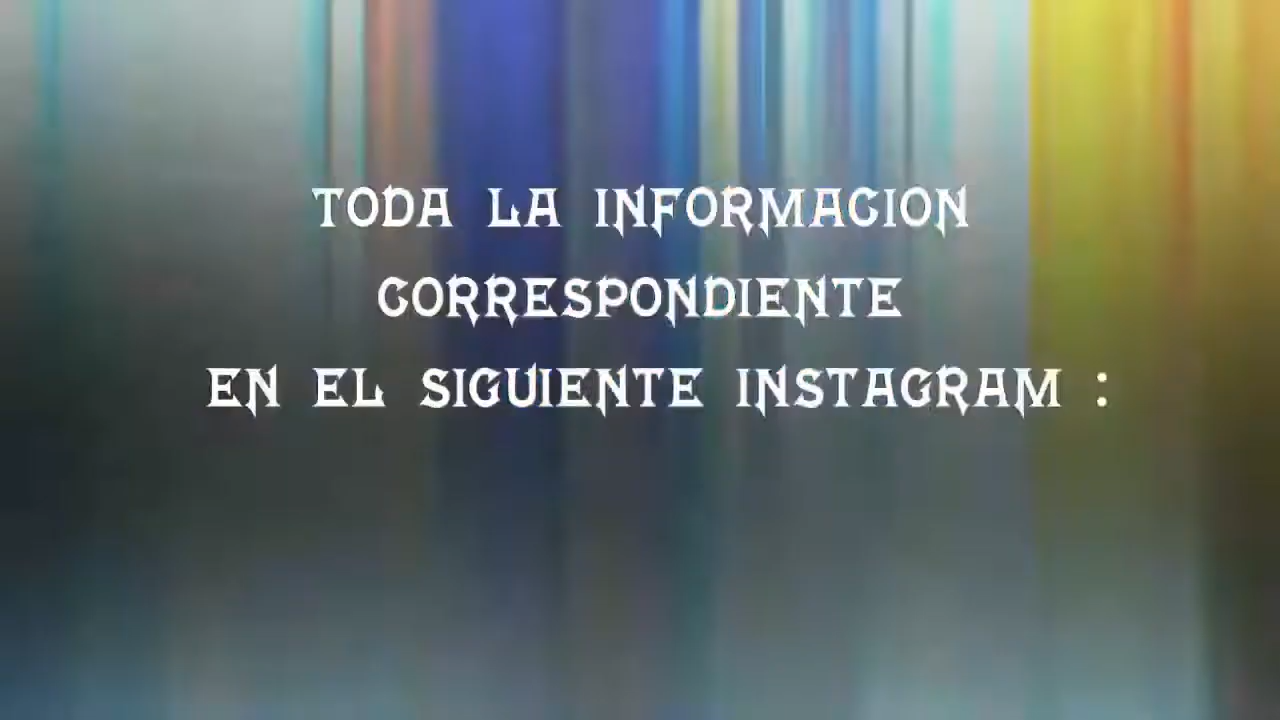 TODA LA INFORMACION
CORRESPONDIENTE
EN EL SIGUIENTE INSTAGRAM :